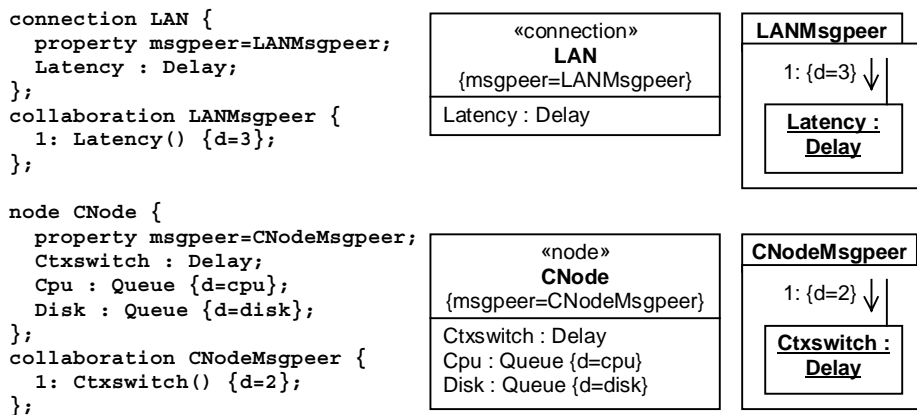 connection LAN {
property msgpeer=LANMsgpeer;
Latency : Delay;
};
collaboration LANMsgpeer {
1: Latency() {d=3};
};
«connection»
LAN
{msgpeer=LANMsgpeer}
Latency : Delay
LANMsgpeer
1: {d=3}
Latency :
Delay
node CNode {
property msgpeer=CNodeMsgpeer;
Ctxswitch : Delay;
Cpu : Queue {d=cpu};
Disk : Queue {d=disk};
};
collaboration CNodeMsgpeer {
1: Ctxswitch() {d=2};
};
«node»
CNode
{msgpeer=CNodeMsgpeer}
Ctxswitch : Delay
Cpu : Queue {d=cpu}
Disk : Queue {d=disk}
CNodeMsgpeer
1: {d=2}
Ctxswitch :
Delay